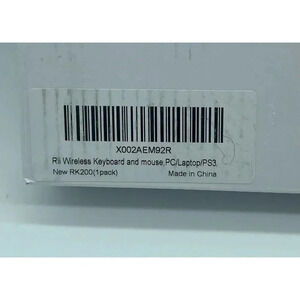 X002AEM92R
Rii Wireless Keyboard and mouse,PC/Laptop/PS3
New RK200(1pack) Made in China